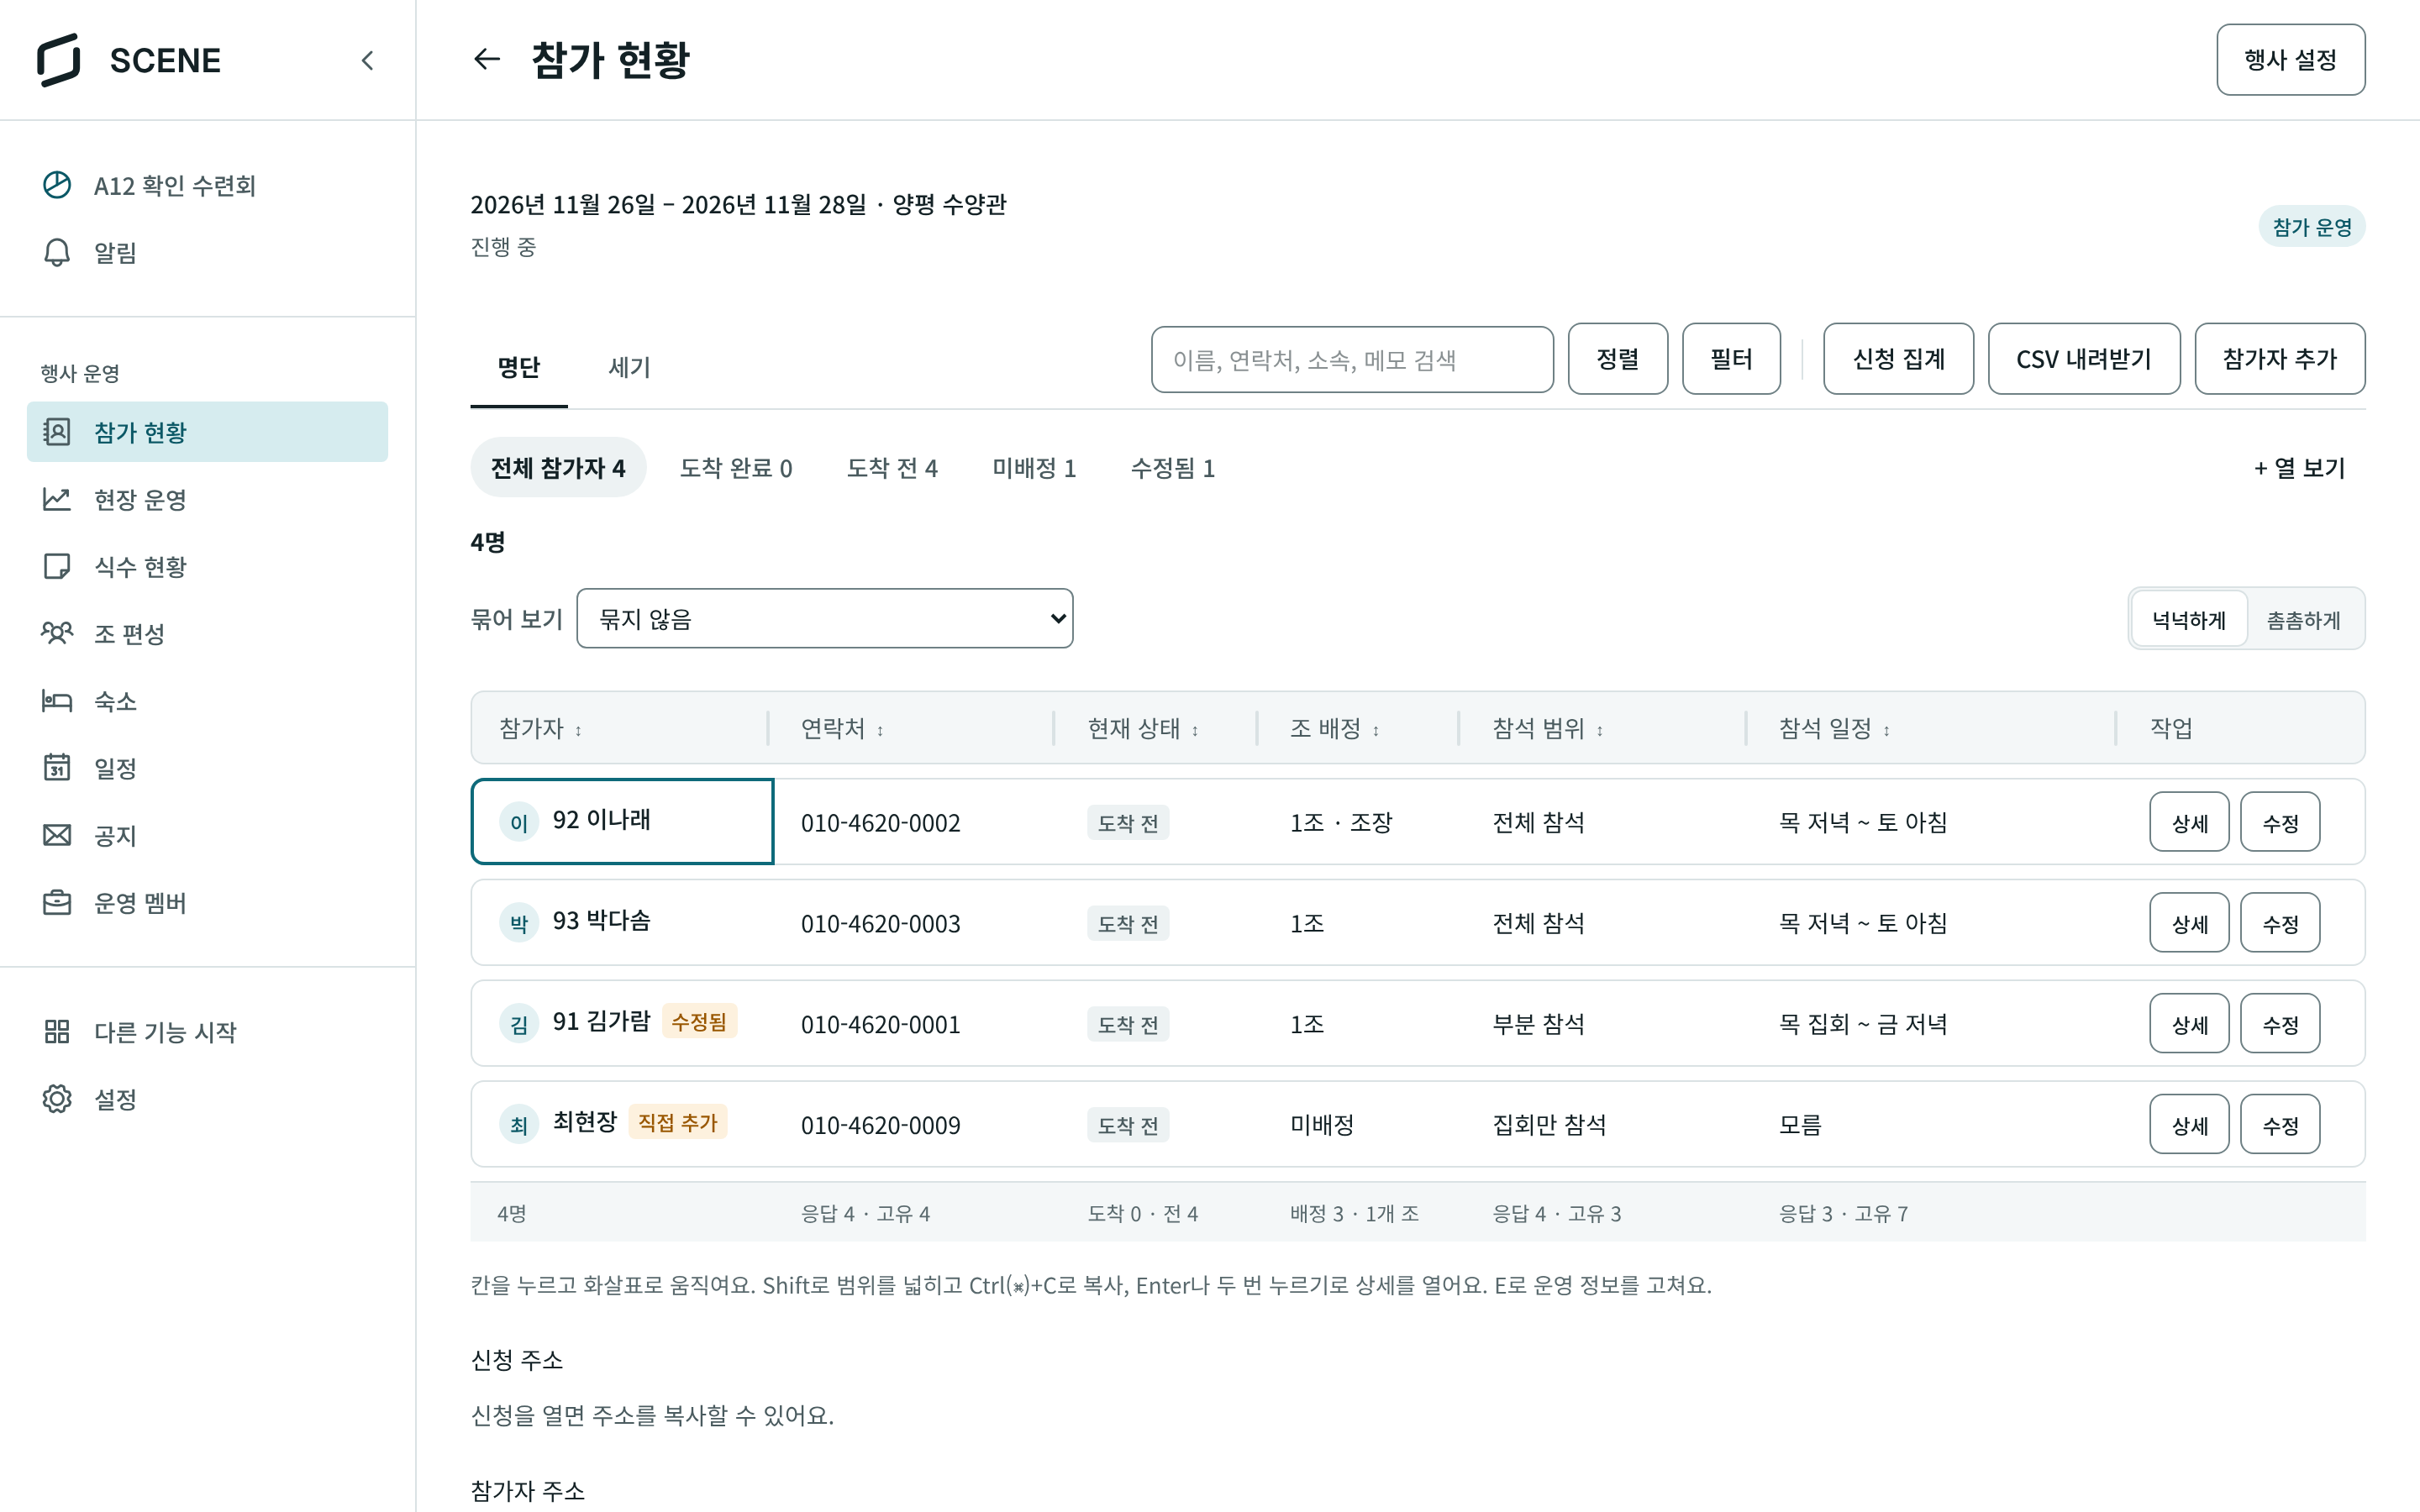 SCENE
A12 확인 수련회
알림
행사 운영
참가 현황
현장 운영
식수 현황
조 편성
숙소
31
일정
공지
운영 멤버
다른 기능 시작
설정
참가 현황
행사 설정
2026년 11월 26일 – 2026년 11월 28일 · 양평 수양관
진행 중
참가 운영
명단 세기 이름, 연락처, 소속, 메모 검색 정렬 필터 신청 집계 CSV 내려받기 참가자 추가
전체 참가자 4 도착 완료 0 도착 전 4 미배정 1 수정됨 1 + 열 보기
4명
묶어 보기 묶지 않음 넉넉하게 촘촘하게
참가자 ↕ 연락처 ↕ 현재 상태 ↕ 조 배정 ↕ 참석 범위 ↕ 참석 일정 ↕ 작업
이 92 이나래 010-4620-0002 도착 전 1조 · 조장 전체 참석 목 저녁 ~ 토 아침 상세 수정
박 93 박다솜 010-4620-0003 도착 전 1조 전체 참석 목 저녁 ~ 토 아침 상세 수정
김 91 김가람 수정됨 010-4620-0001 도착 전 1조 부분 참석 목 집회 ~ 금 저녁 상세 수정
최 최현장 직접 추가 010-4620-0009 도착 전 미배정 집회만 참석 모름 상세 수정
4명 응답 4 · 고유 4 도착 0 · 전 4 배정 3 · 1개 조 응답 4 · 고유 3 응답 3 · 고유 7
칸을 누르고 화살표로 움직여요. Shift로 범위를 넓히고 Ctrl(⌘)+C로 복사, Enter나 두 번 누르기로 상세를 열어요. E로 운영 정보를 고쳐요.
신청 주소
신청을 열면 주소를 복사할 수 있어요.
참가자 주소